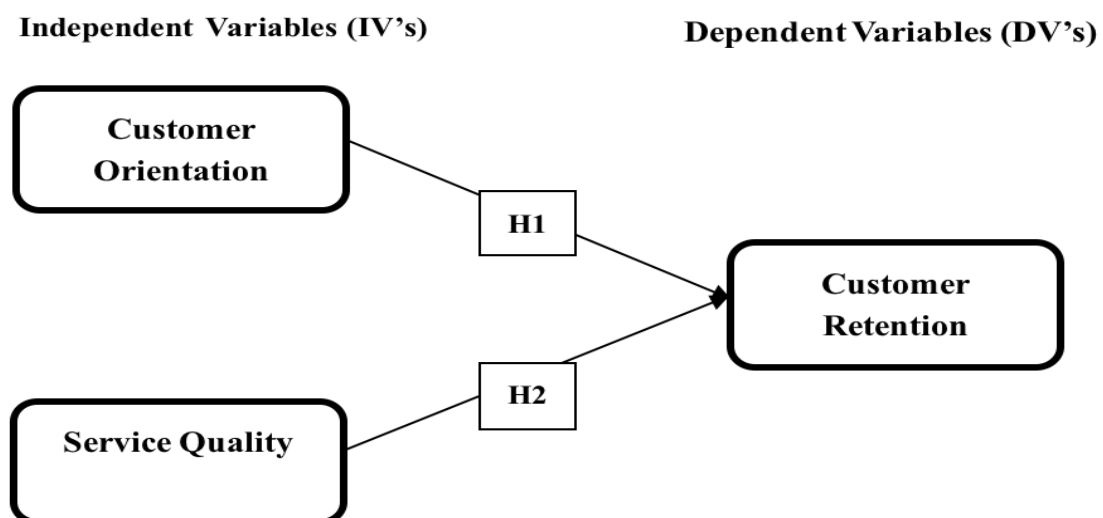 Independent Variables (IV’s)
Dependent Variables (DV’s)
Customer
Orientation
H1
Customer
Retention
H2
Service Quality